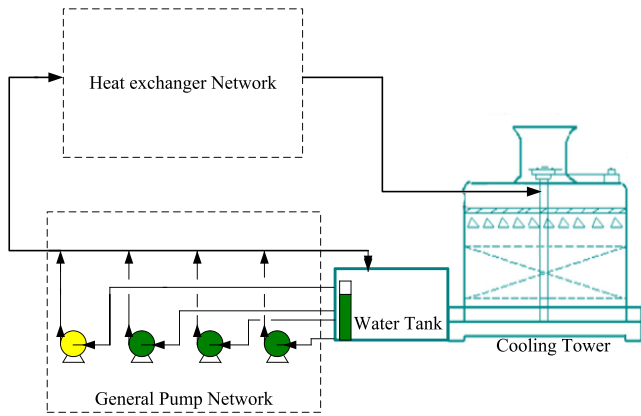 Heat exchanger Network
Water Tank
Cooling Tower
General Pump Network